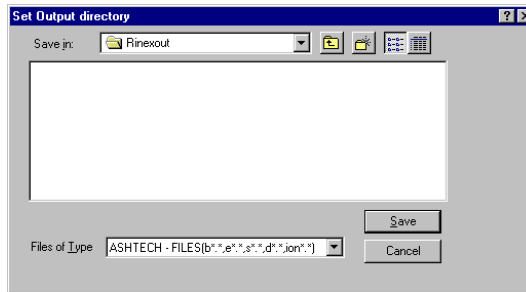 Set Output directory
Save in: Rinexout
Save
Files of Type ASHTECH - FILES(b*.*,e*.*,s*.*,d*.*,ion*.*)
Cancel